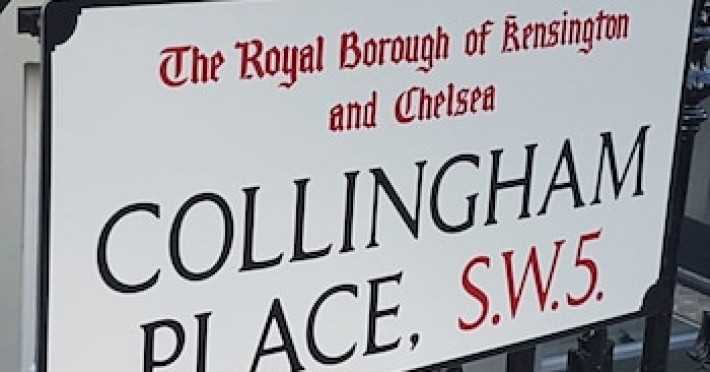 The Royal Borough of Kensington
and Chelsea
COLLINGHAM
PLACE, S.W.5.